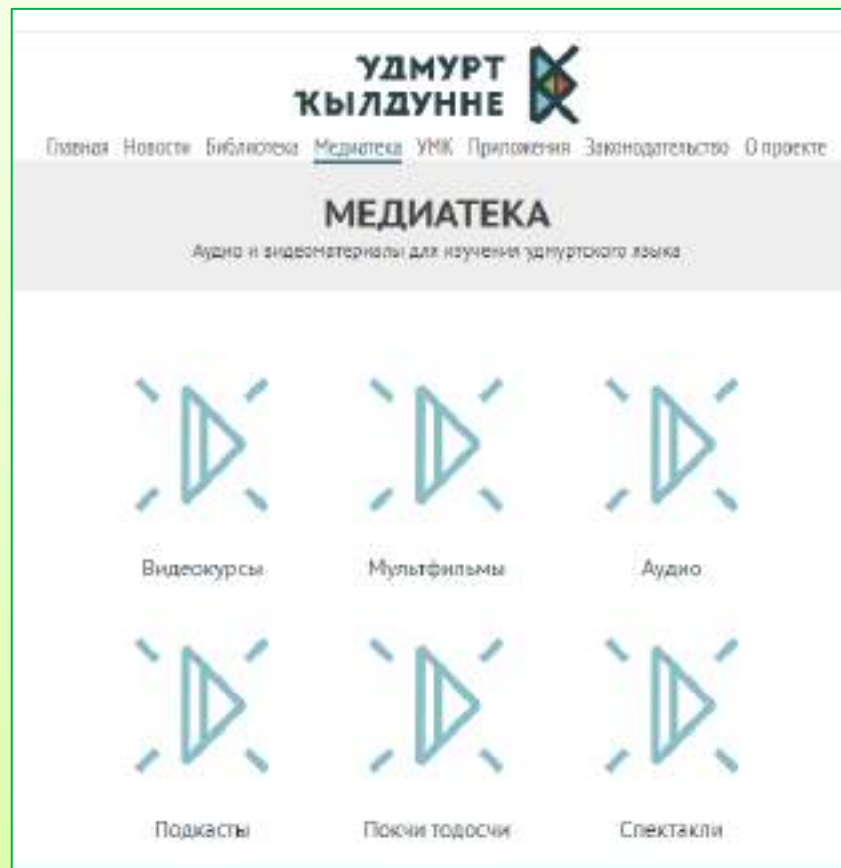 УДМУРТ
КЫЛДУННЕ
Главная Новости Библиотека Медиатека УМК Приложения Законодательство О проекте
МЕДИАТЕКА
Аудио и видеоматериалы для изучения удмуртского языка
Видеокурсы Мультфильмы Аудио
Подкасты Покчи тодосчи Спектакли